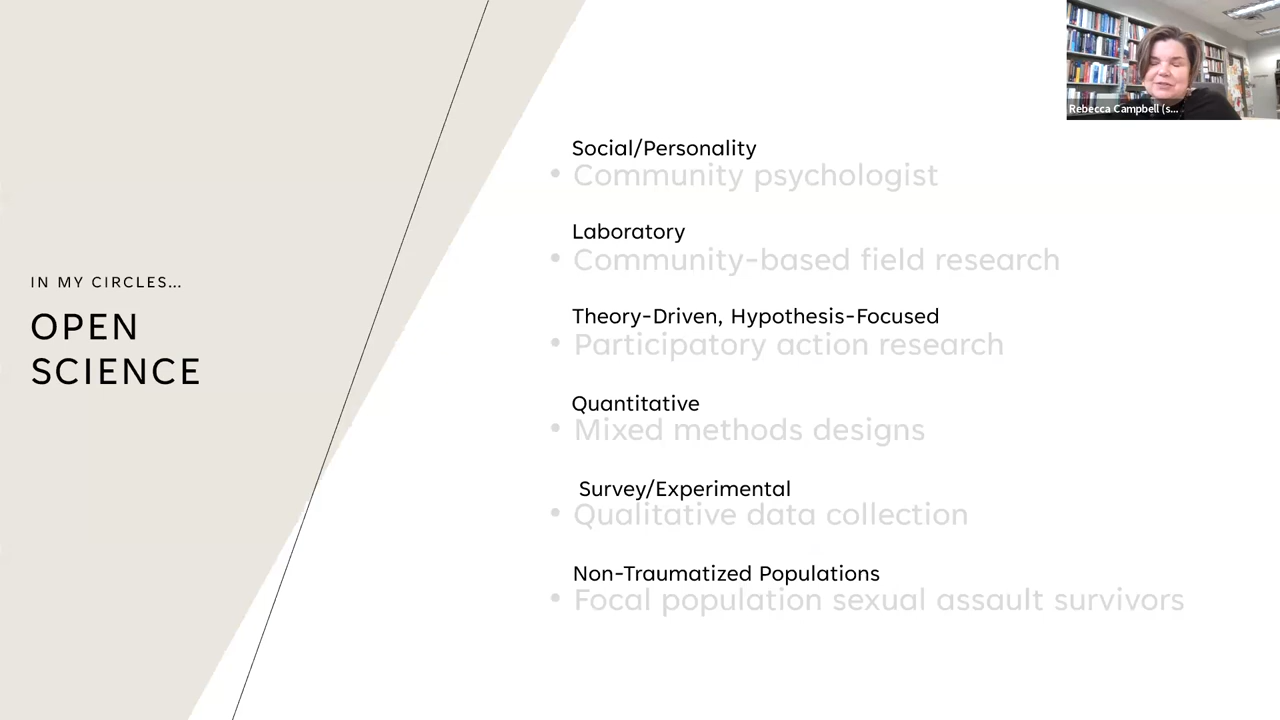 Rebecca Campbell (s...
IN MY CIRCLES...
OPEN
SCIENCE
Social/Personality
• Community psychologist
Laboratory
• Community-based field research
Theory-Driven, Hypothesis-Focused
• Participatory action research
Quantitative
• Mixed methods designs
Survey/Experimental
• Qualitative data collection
Non-Traumatized Populations
• Focal population sexual assault survivors